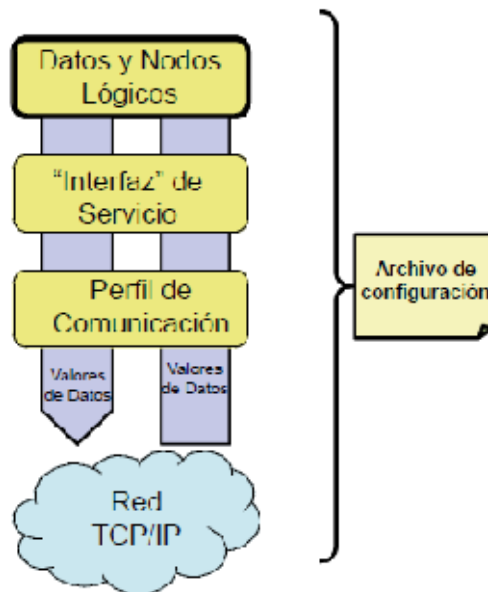 Datos y Nodos
Lógicos
“Interfaz” de
Servicio
Perfil de
Comunicación
Valores
de Datos
Valores
de Datos
Red
TCP/IP
Archivo de
configuración